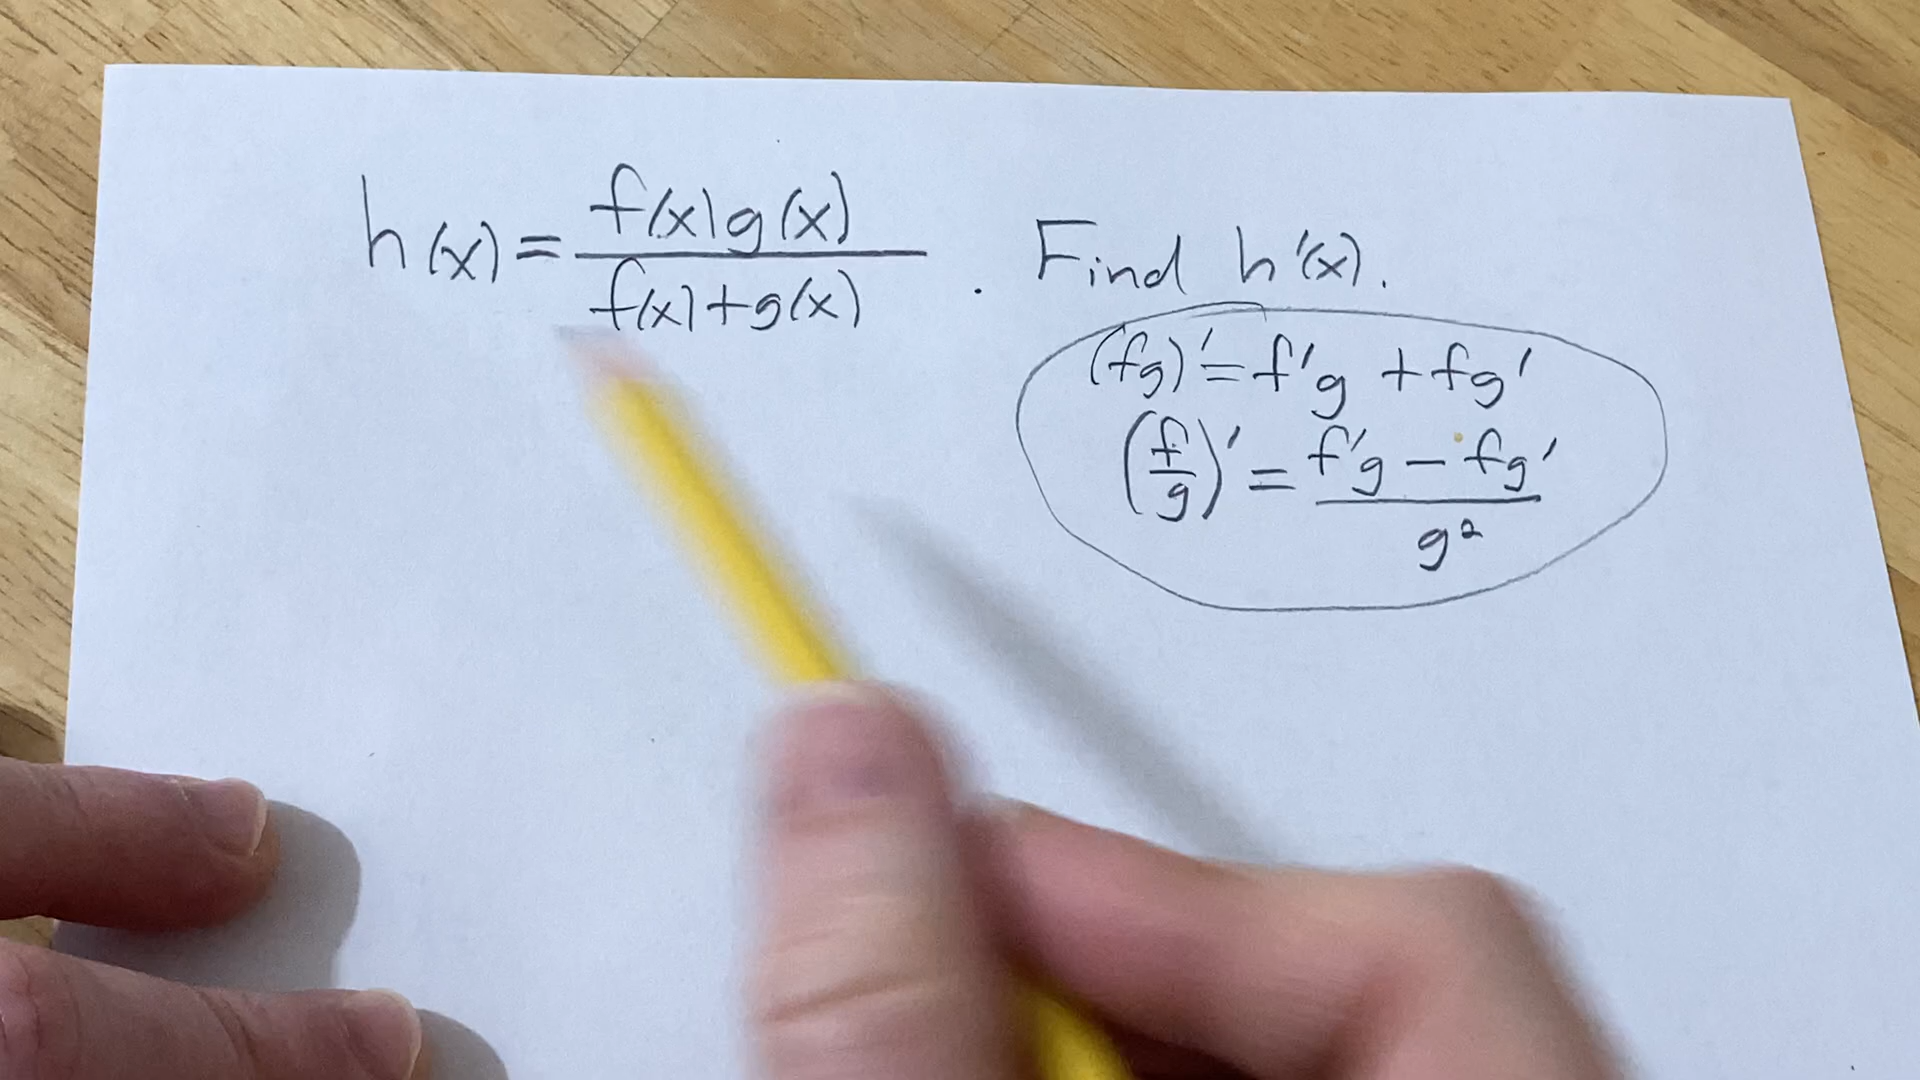 h(x) = f(x)g(x) / f(x)+g(x) . Find h'(x).
(fg)' = f'g + fg'
(f/g)' = f'g - fg' / g²